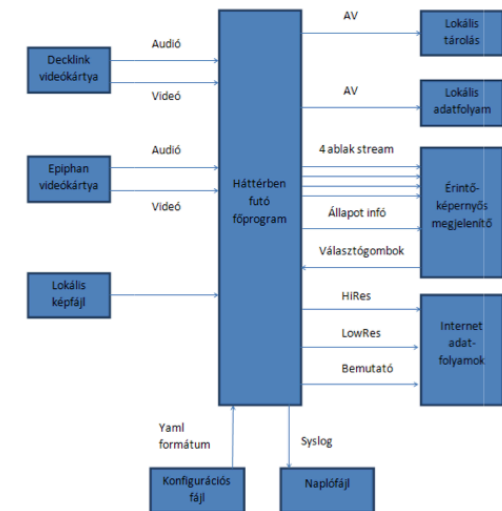 Decklink
videókártya
Audió
Videó
Epiphan
videókártya
Audió
Videó
Lokális
képfájl
Háttérben
futó
főprogram
AV
Lokális
tárolás
AV
Lokális
adatfolyam
4 ablak stream
Állapot infó
Választógombok
Érintő-
képernyős
megjelenítő
HiRes
LowRes
Bemutató
Internet
adat-
folyamok
Yaml
formátum
Konfigurációs
fájl
Syslog
Naplófájl